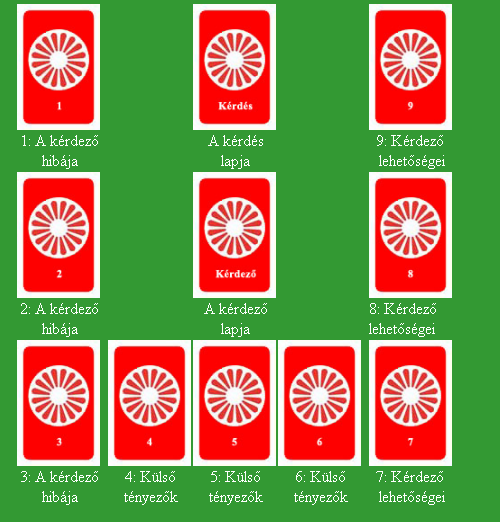 1
Kérdés
9
1: A kérdező
hibája
A kérdés
lapja
9: Kérdező
lehetőségei
2
Kérdező
8
2: A kérdező
hibája
A kérdező
lapja
8: Kérdező
lehetőségei
3
4
5
6
7
3: A kérdező
hibája
4: Külső
tényezők
5: Külső
tényezők
6: Külső
tényezők
7: Kérdező
lehetőségei